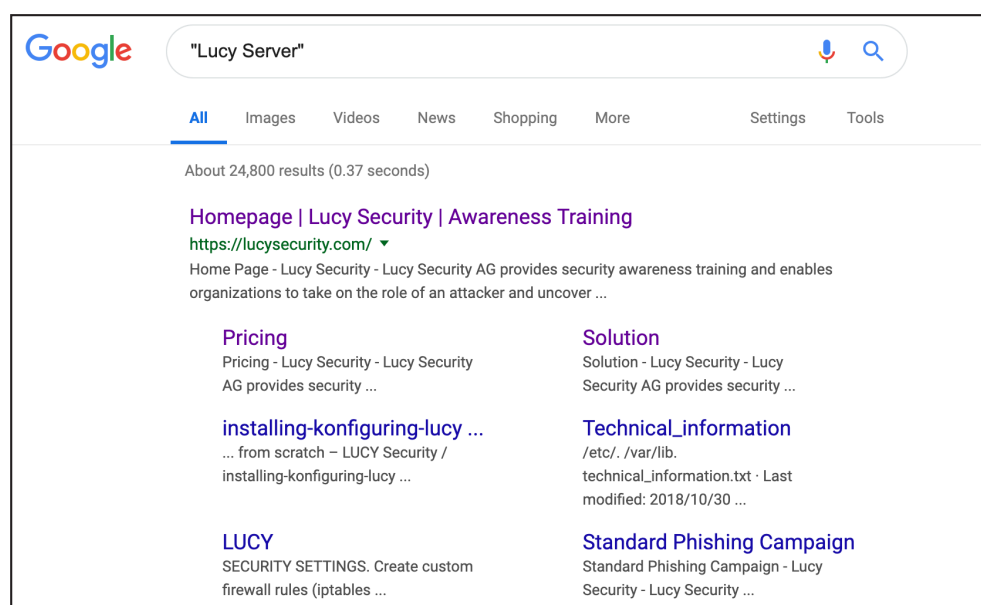 Google
"Lucy Server"
All Images Videos News Shopping More Settings Tools
About 24,800 results (0.37 seconds)
Homepage | Lucy Security | Awareness Training
https://lucysecurity.com/
Home Page - Lucy Security - Lucy Security AG provides security awareness training and enables
organizations to take on the role of an attacker and uncover ...
Pricing
Pricing - Lucy Security - Lucy Security
AG provides security ...
Solution
Solution - Lucy Security - Lucy
Security AG provides security ...
installing-konfiguring-lucy ...
... from scratch – LUCY Security /
installing-konfiguring-lucy ...
Technical_information
/etc/. /var/lib.
technical_information.txt · Last
modified: 2018/10/30 ...
LUCY
SECURITY SETTINGS. Create custom
firewall rules (iptables ...
Standard Phishing Campaign
Standard Phishing Campaign - Lucy
Security - Lucy Security ...